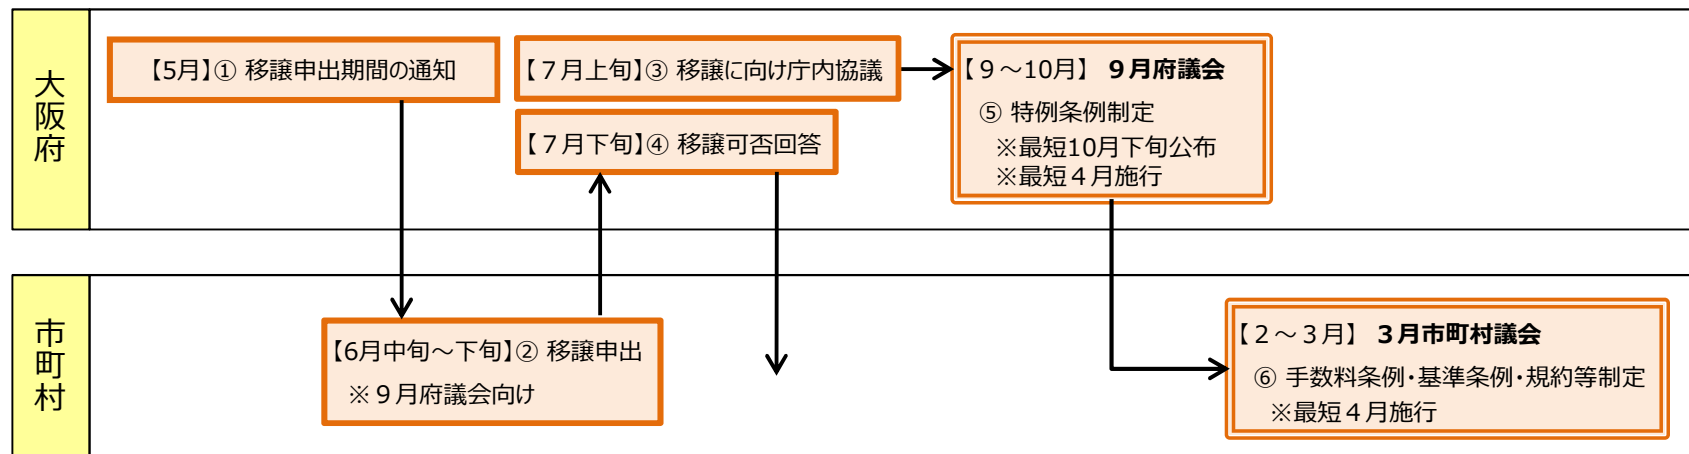 大阪府
【5月】① 移譲申出期間の通知
【７月上旬】③ 移譲に向け庁内協議
【７月下旬】④ 移譲可否回答
【９～10月】 ９月府議会
⑤ 特例条例制定
※最短10月下旬公布
※最短４月施行
市町村
【6月中旬～下旬】② 移譲申出
※９月府議会向け
【２～３月】 ３月市町村議会
⑥ 手数料条例・基準条例・規約等制定
※最短４月施行